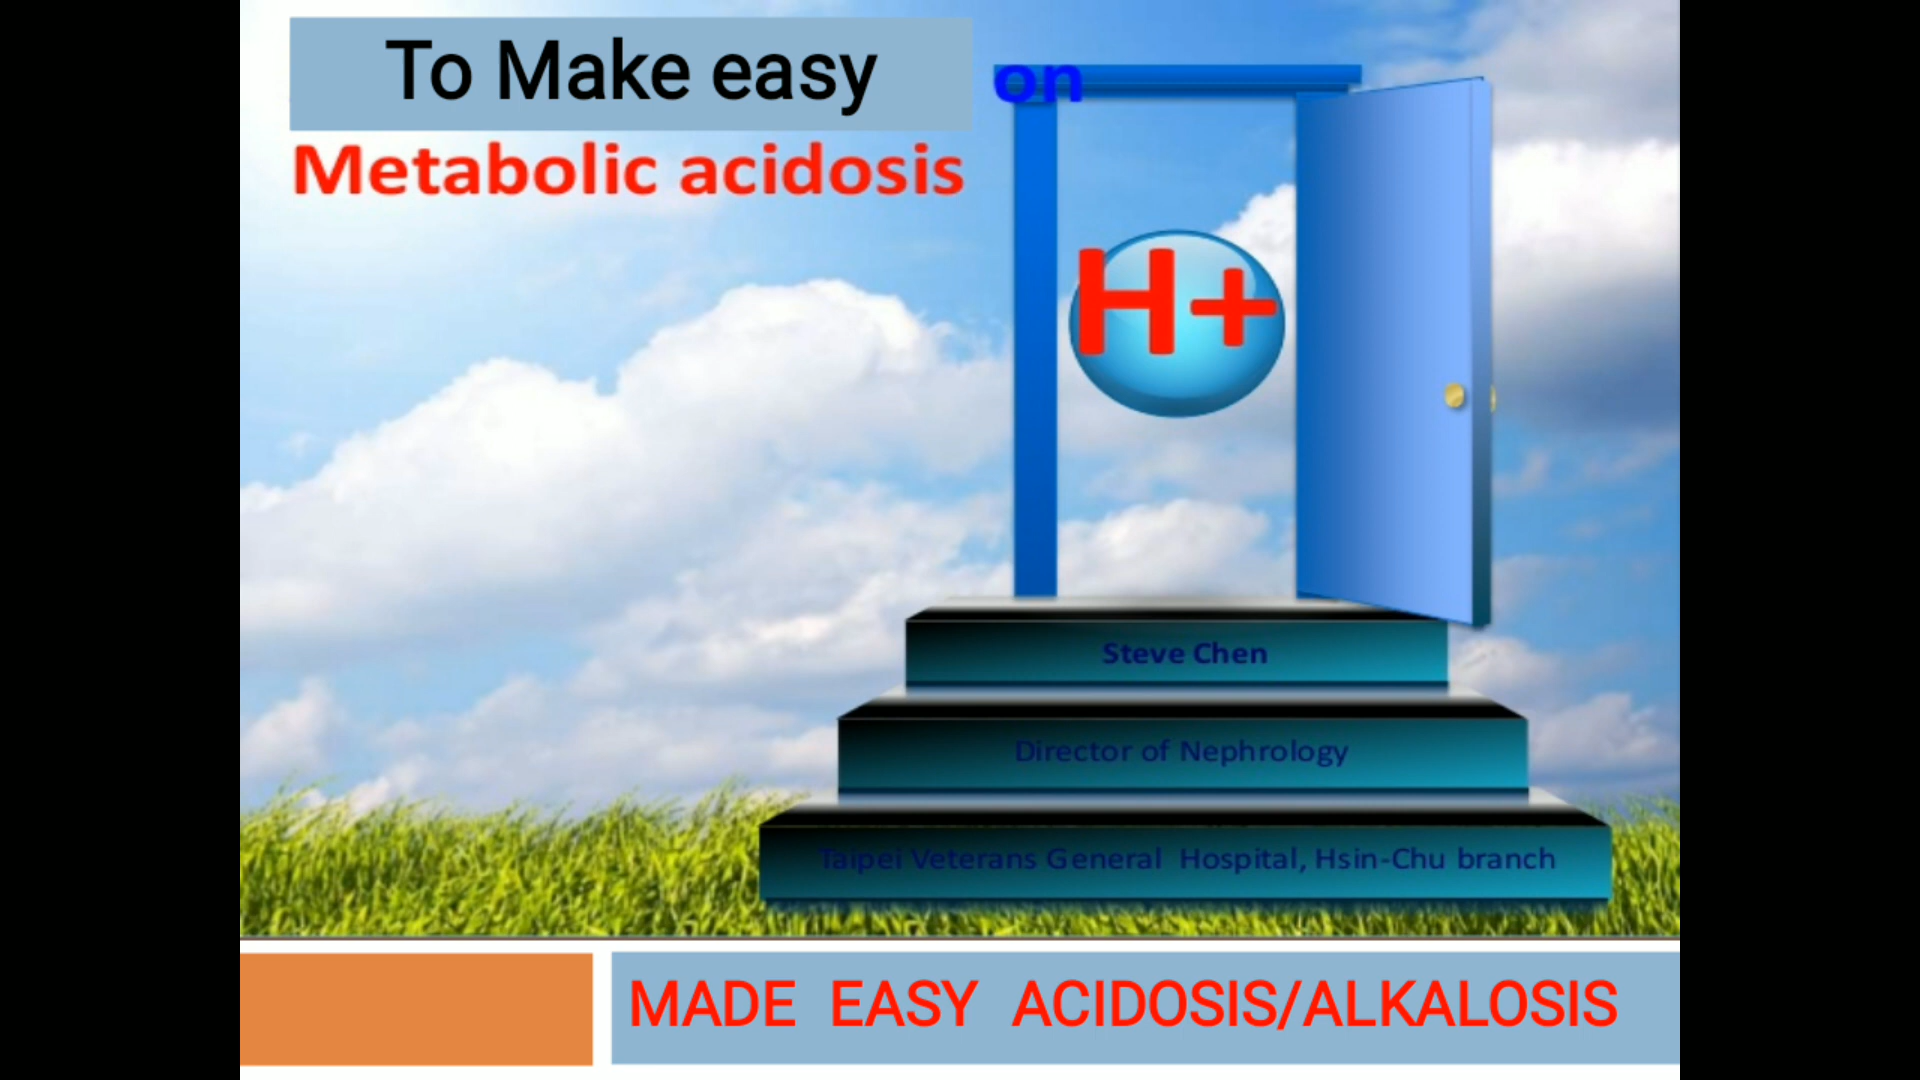 To Make easy on
Metabolic acidosis
H+
Steve Chen
Director of Nephrology
Taipei Veterans General Hospital, Hsin-Chu branch
MADE EASY ACIDOSIS/ALKALOSIS